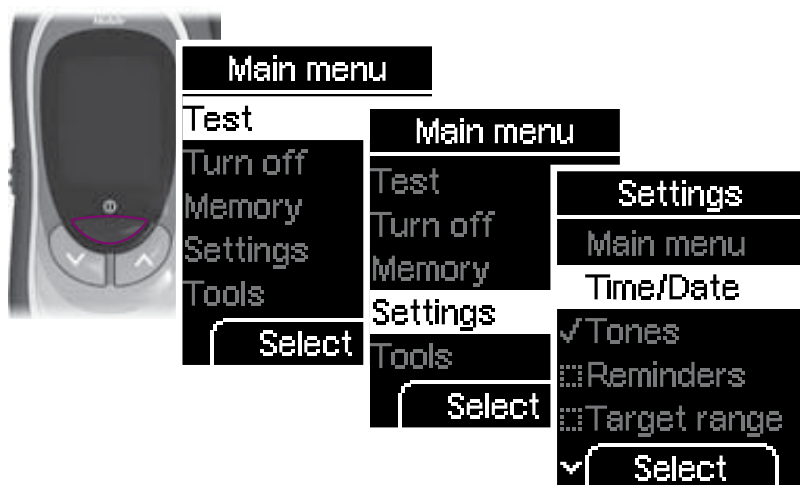 Main menu
Test
Turn off
Memory
Settings
Tools
Select
Main menu
Test
Turn off
Memory
Settings
Tools
Select
Settings
Main menu
Time/Date
Tones
Reminders
Target range
Select